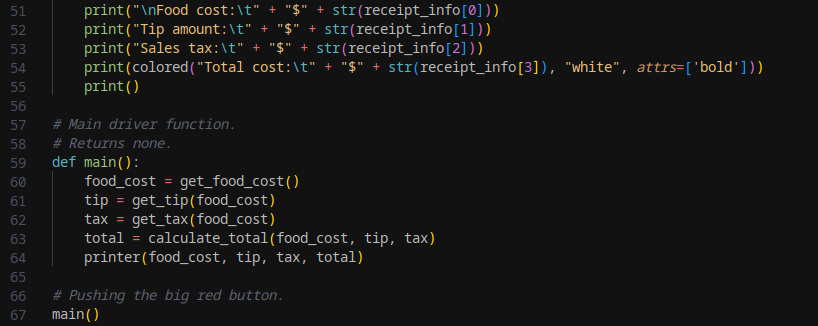 51 print("\nFood cost:\t" + "$" + str(receipt_info[0]))
52 print("Tip amount:\t" + "$" + str(receipt_info[1]))
53 print("Sales tax:\t" + "$" + str(receipt_info[2]))
54 print(colored("Total cost:\t" + "$" + str(receipt_info[3]), "white", attrs=['bold']))
55 print()
56
57 # Main driver function.
58 # Returns none.
59 def main():
60 food_cost = get_food_cost()
61 tip = get_tip(food_cost)
62 tax = get_tax(food_cost)
63 total = calculate_total(food_cost, tip, tax)
64 printer(food_cost, tip, tax, total)
65
66 # Pushing the big red button.
67 main()